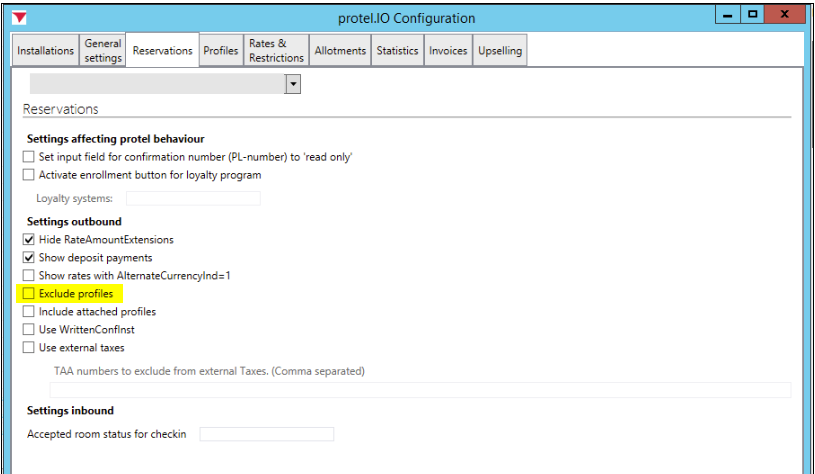 protel.IO Configuration
Installations
General settings
Reservations
Profiles
Rates & Restrictions
Allotments
Statistics
Invoices
Upselling
Reservations
Settings affecting protel behaviour
Set input field for confirmation number (PL-number) to 'read only'
Activate enrollment button for loyalty program
Loyalty systems:
Settings outbound
Hide RateAmountExtensions
Show deposit payments
Show rates with AlternateCurrencyInd=1
Exclude profiles
Include attached profiles
Use WrittenConfInst
Use external taxes
TAA numbers to exclude from external Taxes. (Comma separated)
Settings inbound
Accepted room status for checkin